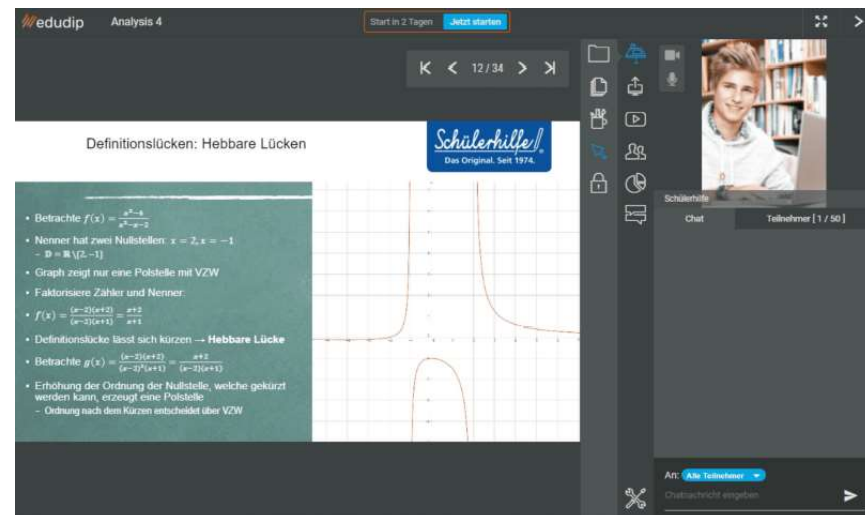 edudip
Analysis 4
Start in 2 Tagen
Jetzt starten
12 / 34
Definitionslücken: Hebbare Lücken
Schülerhilfe!
Das Original. Seit 1974.
• Betrachte f(x) = (x²−4)/(x²−x−2)
• Nenner hat zwei Nullstellen: x = 2, x = −1
− 𝔻 = ℝ\{2, −1}
• Graph zeigt nur eine Polstelle mit VZW
• Faktorisiere Zähler und Nenner:
• f(x) = (x−2)(x+2)/(x−2)(x+1) = (x+2)/(x+1)
• Definitionslücke lässt sich kürzen → Hebbare Lücke
• Betrachte g(x) = (x−2)(x+2)/(x−2)²(x+1) = (x+2)/(x−2)(x+1)
• Erhöhung der Ordnung der Nullstelle, welche gekürzt
werden kann, erzeugt eine Polstelle
− Ordnung nach dem Kürzen entscheidet über VZW
Schülerhilfe
Chat
Teilnehmer [ 1 / 50 ]
An: Alle Teilnehmer
Chatnachricht eingeben